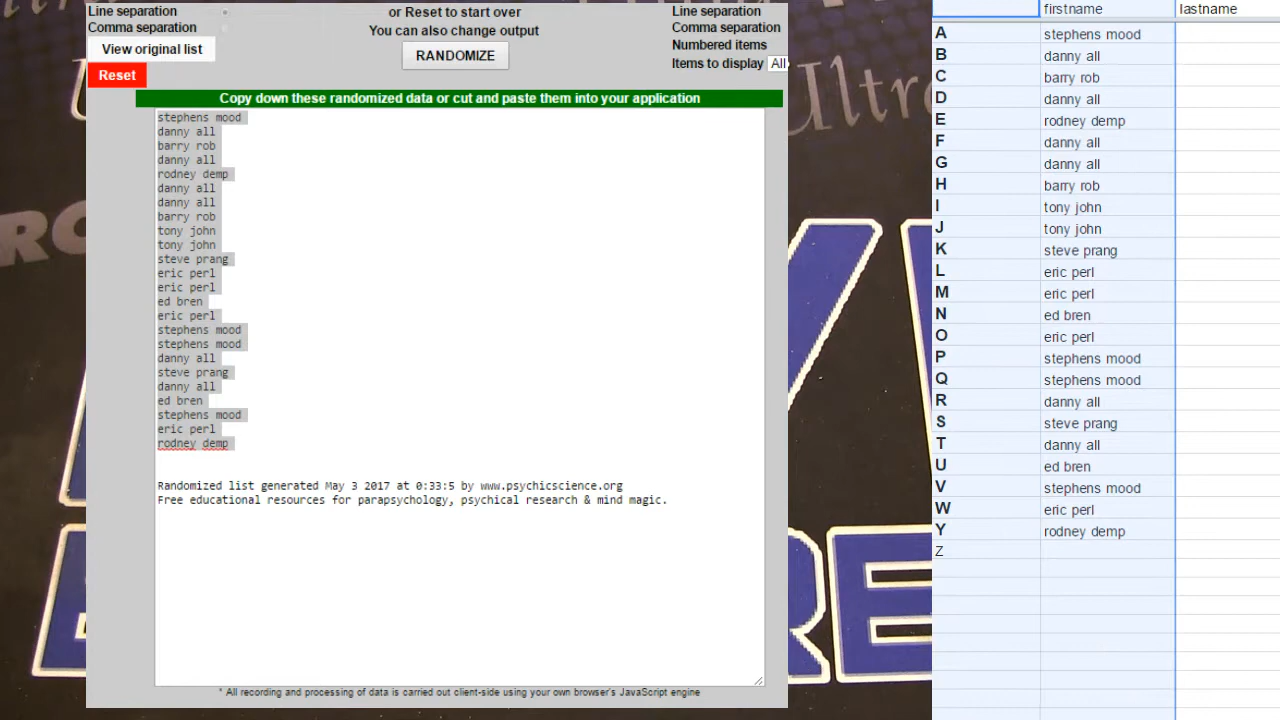 Line separation
Comma separation
View original list
Reset
or Reset to start over
You can also change output
RANDOMIZE
Line separation
Comma separation
Numbered items
Items to display All
Copy down these randomized data or cut and paste them into your application
stephens mood
danny all
barry rob
danny all
rodney demp
danny all
danny all
barry rob
tony john
tony john
steve prang
eric perl
eric perl
ed bren
eric perl
stephens mood
stephens mood
danny all
steve prang
danny all
ed bren
stephens mood
eric perl
rodney demp
Randomized list generated May 3 2017 at 0:33:5 by www.psychicscience.org
Free educational resources for parapsychology, psychical research & mind magic.
* All recording and processing of data is carried out client-side using your own browser's JavaScript engine
firstname lastname
A stephens mood
B danny all
C barry rob
D danny all
E rodney demp
F danny all
G danny all
H barry rob
I tony john
J tony john
K steve prang
L eric perl
M eric perl
N ed bren
O eric perl
P stephens mood
Q stephens mood
R danny all
S steve prang
T danny all
U ed bren
V stephens mood
W eric perl
Y rodney demp
Z